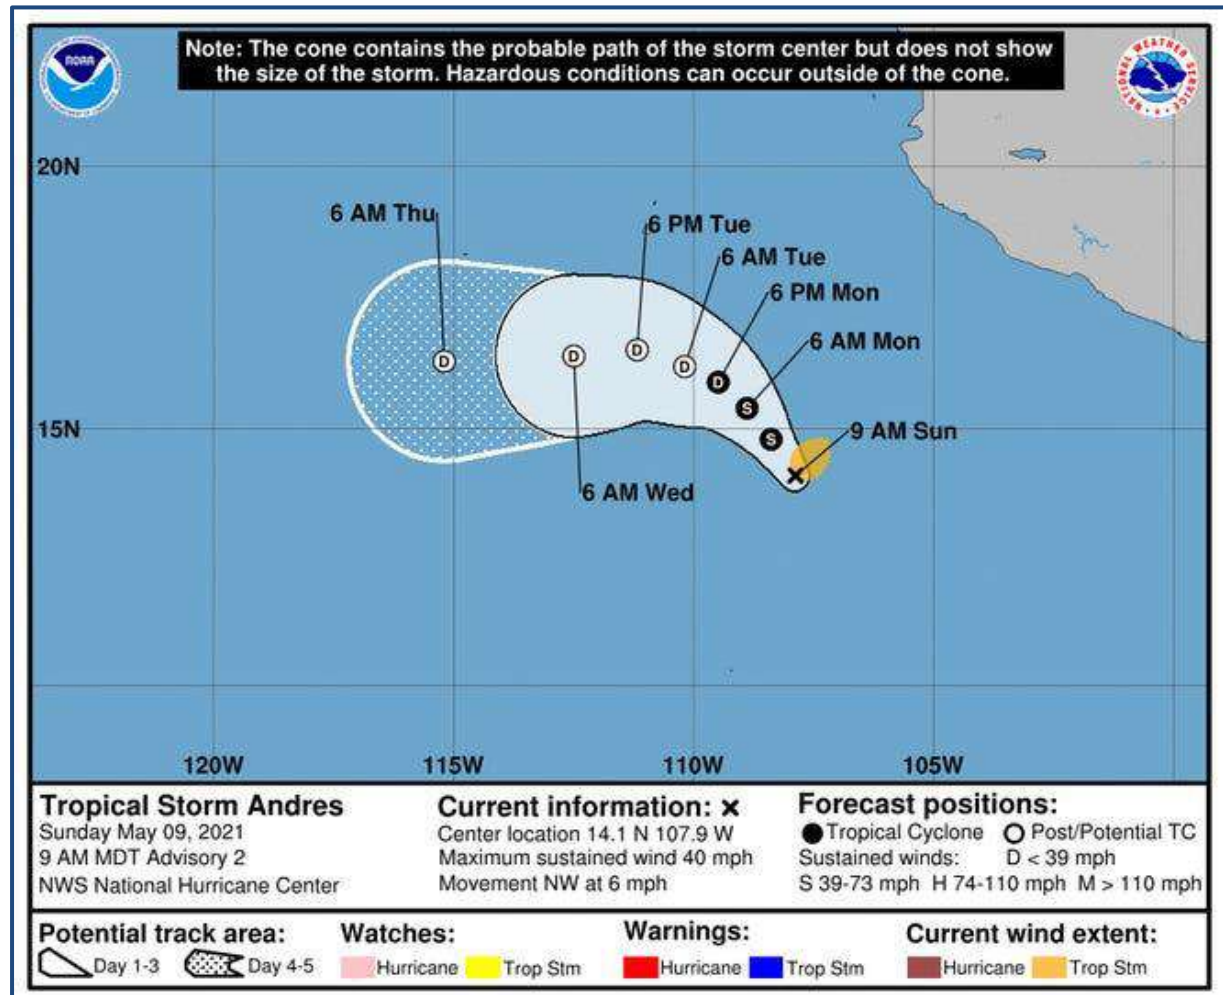 Note: The cone contains the probable path of the storm center but does not show
the size of the storm. Hazardous conditions can occur outside of the cone.
NOAA
NATIONAL WEATHER SERVICE
20N
6 AM Thu
6 PM Tue
6 AM Tue
6 PM Mon
6 AM Mon
D
D
D
D
D
S
15N
S
9 AM Sun
6 AM Wed
120W
115W
110W
105W
Tropical Storm Andres
Sunday May 09, 2021
9 AM MDT Advisory 2
NWS National Hurricane Center
Current information: ×
Center location 14.1 N 107.9 W
Maximum sustained wind 40 mph
Movement NW at 6 mph
Forecast positions:
Tropical Cyclone Post/Potential TC
Sustained winds: D < 39 mph
S 39-73 mph H 74-110 mph M > 110 mph
Potential track area:
Day 1-3 Day 4-5
Watches:
Hurricane Trop Stm
Warnings:
Hurricane Trop Stm
Current wind extent:
Hurricane Trop Stm